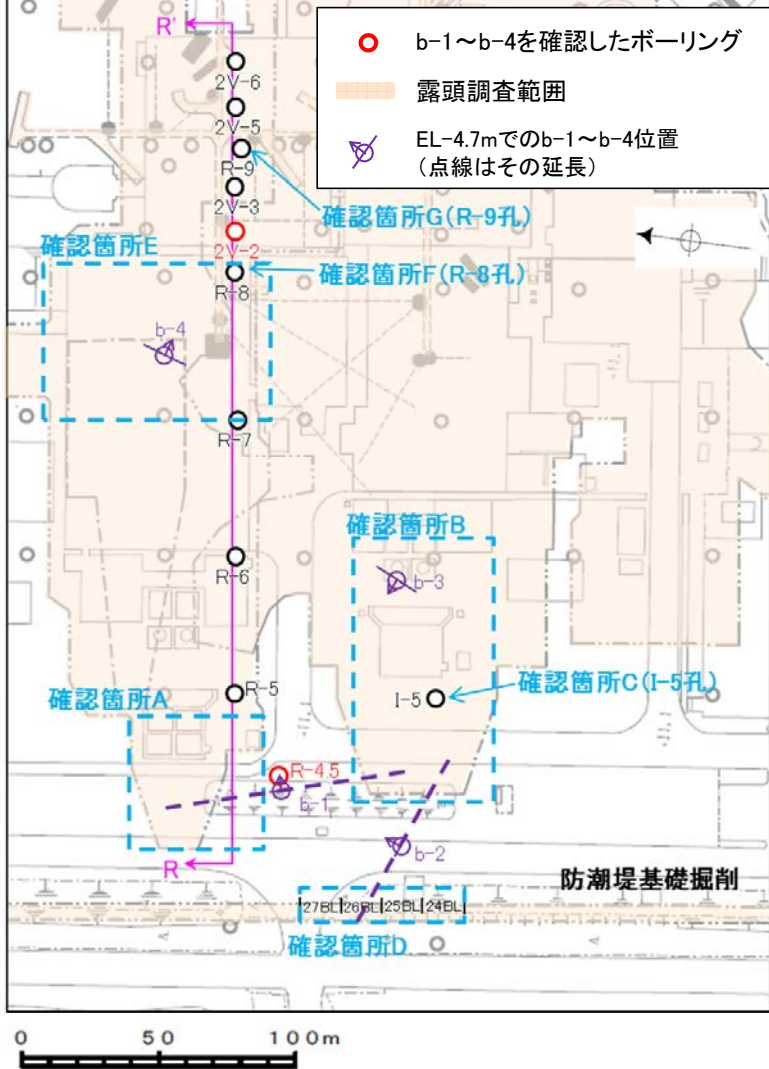 b-1～b-4を確認したボーリング
露頭調査範囲
EL-4.7mでのb-1～b-4位置
(点線はその延長)
R'
2V-6
2V-5
R-9
2V-3
確認箇所G(R-9孔)
2V-2
確認箇所E
確認箇所F(R-8孔)
R-8
b-4
R-7
確認箇所B
R-6
b-3
R-5
確認箇所A
I-5
確認箇所C(I-5孔)
R-4.5
b-1
b-2
R
防潮堤基礎掘削
27BL 26BL 25BL 24BL
確認箇所D
0 50 100m